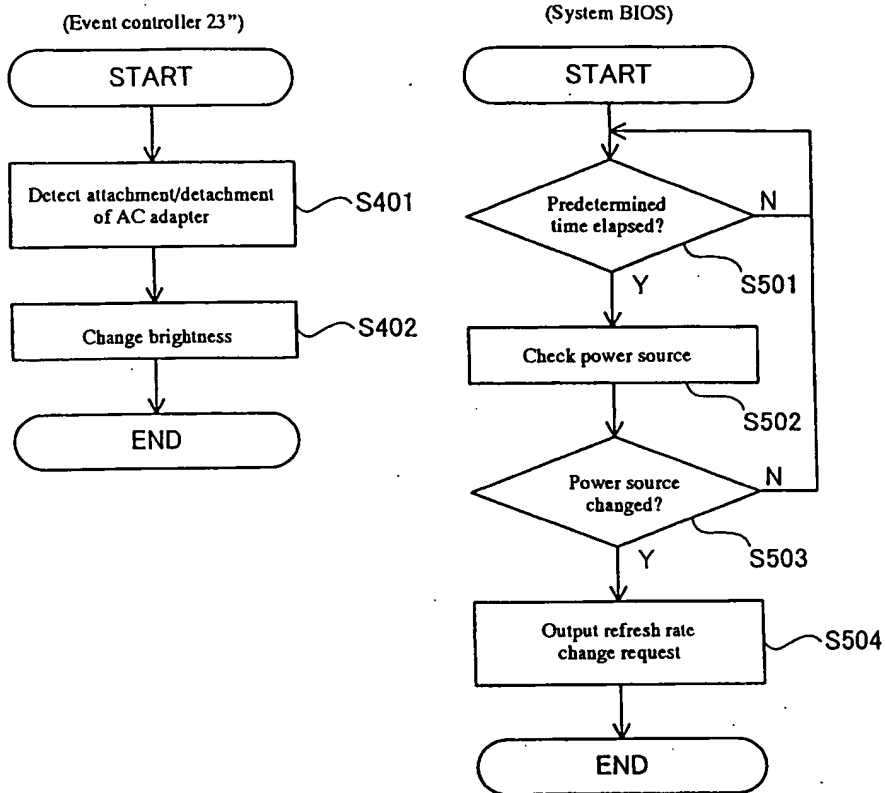 (Event controller 23")
START
Detect attachment/detachment
of AC adapter
S401
Change brightness
S402
END
(System BIOS)
START
Predetermined
time elapsed?
N
Y
S501
Check power source
S502
Power source
changed?
N
Y
S503
Output refresh rate
change request
S504
END